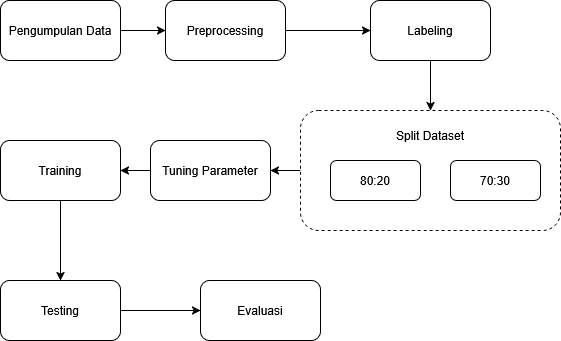 Pengumpulan Data
Preprocessing
Labeling
Split Dataset
80:20
70:30
Tuning Parameter
Training
Testing
Evaluasi